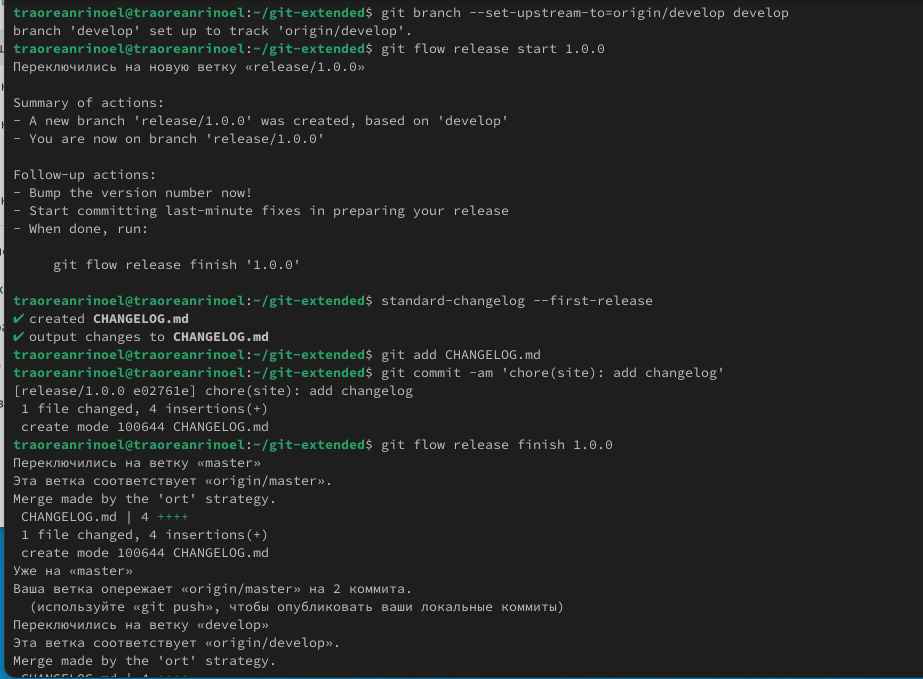 traoreanrinoel@traoreanrinoel:~/git-extended$ git branch --set-upstream-to=origin/develop develop
branch 'develop' set up to track 'origin/develop'.
traoreanrinoel@traoreanrinoel:~/git-extended$ git flow release start 1.0.0
Переключились на новую ветку «release/1.0.0»
Summary of actions:
- A new branch 'release/1.0.0' was created, based on 'develop'
- You are now on branch 'release/1.0.0'
Follow-up actions:
- Bump the version number now!
- Start committing last-minute fixes in preparing your release
- When done, run:
git flow release finish '1.0.0'
traoreanrinoel@traoreanrinoel:~/git-extended$ standard-changelog --first-release
✔ created CHANGELOG.md
✔ output changes to CHANGELOG.md
traoreanrinoel@traoreanrinoel:~/git-extended$ git add CHANGELOG.md
traoreanrinoel@traoreanrinoel:~/git-extended$ git commit -am 'chore(site): add changelog'
[release/1.0.0 e02761e] chore(site): add changelog
1 file changed, 4 insertions(+)
create mode 100644 CHANGELOG.md
traoreanrinoel@traoreanrinoel:~/git-extended$ git flow release finish 1.0.0
Переключились на ветку «master»
Эта ветка соответствует «origin/master».
Merge made by the 'ort' strategy.
CHANGELOG.md | 4 ++++
1 file changed, 4 insertions(+)
create mode 100644 CHANGELOG.md
Уже на «master»
Ваша ветка опережает «origin/master» на 2 коммита.
(используйте «git push», чтобы опубликовать ваши локальные коммиты)
Переключились на ветку «develop»
Эта ветка соответствует «origin/develop».
Merge made by the 'ort' strategy.
CHANGELOG.md | 4 ++++